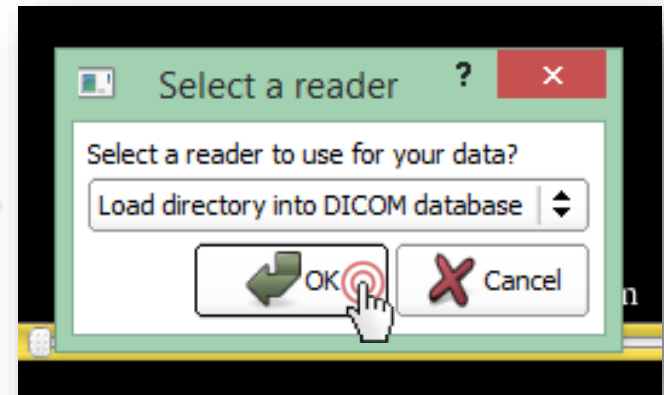 Select a reader ? ×
Select a reader to use for your data?
Load directory into DICOM database
OK Cancel